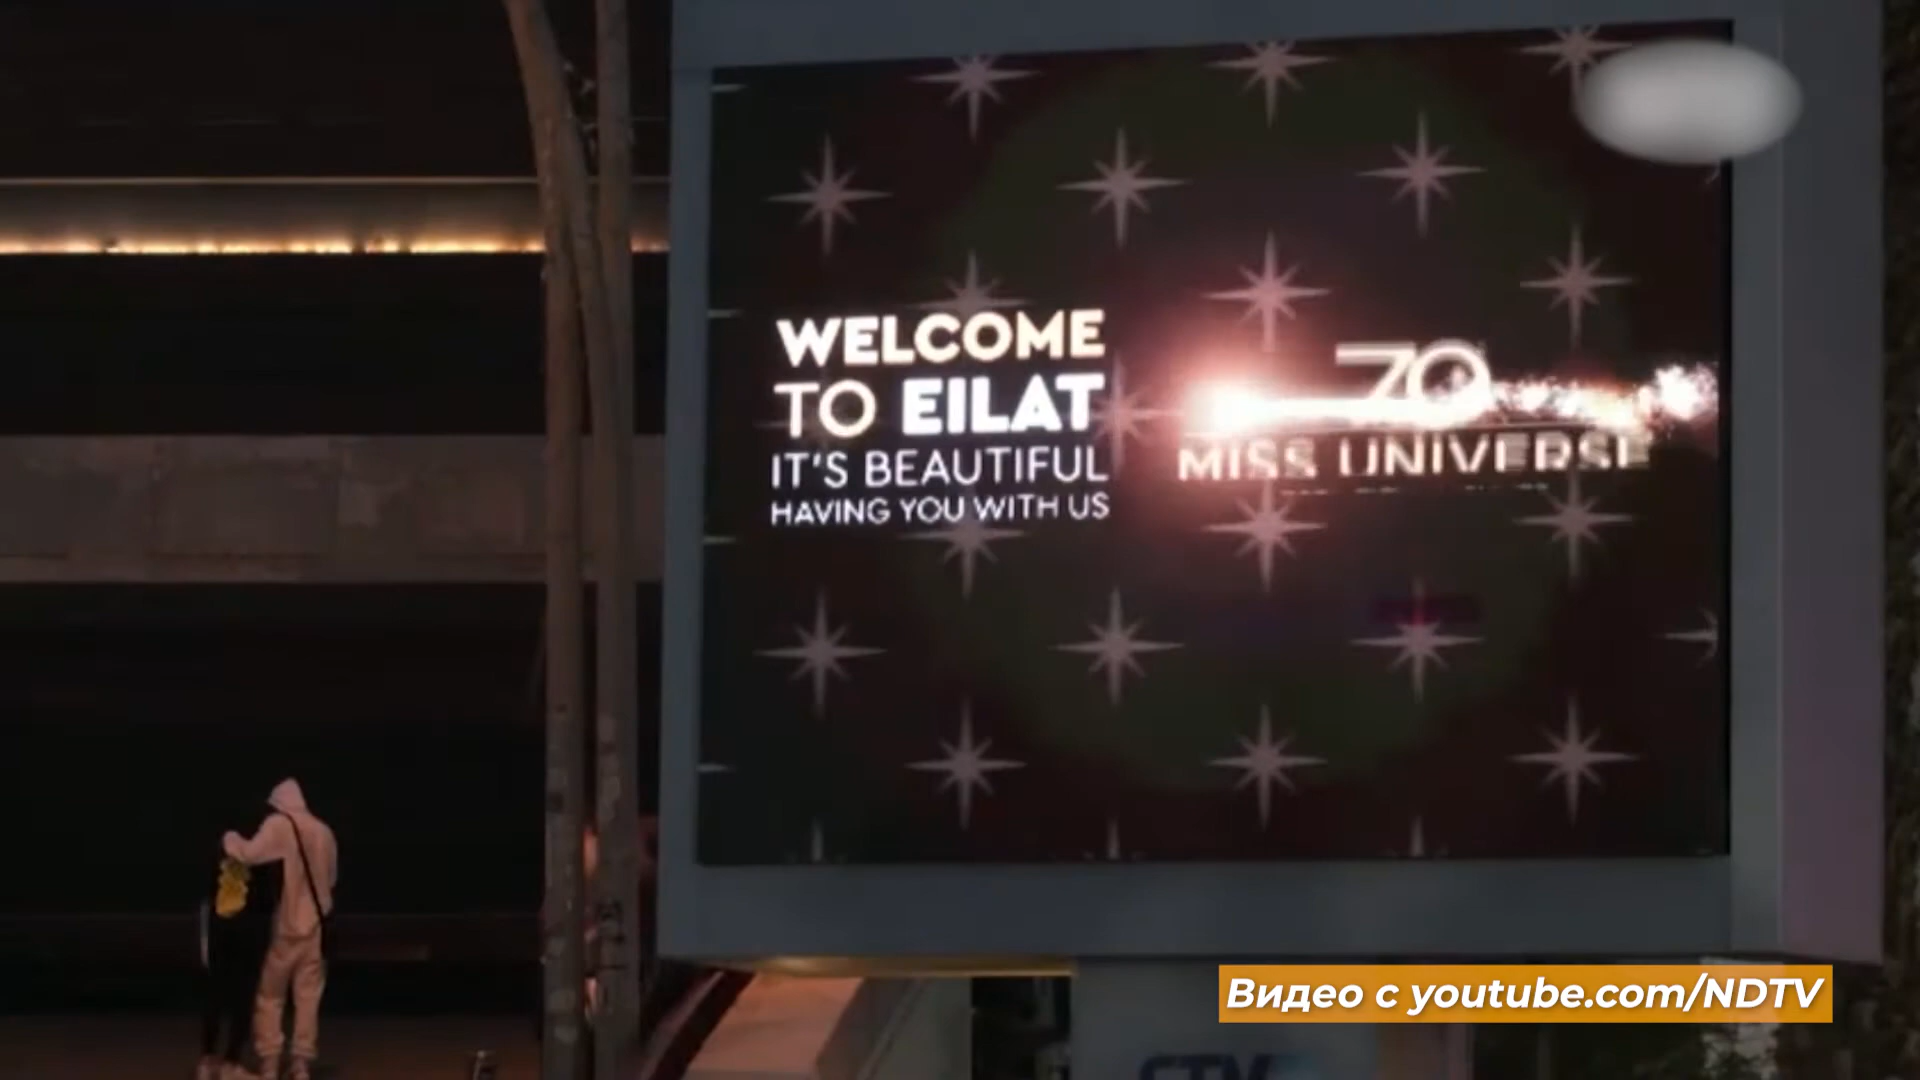 WELCOME
TO EILAT
IT'S BEAUTIFUL
HAVING YOU WITH US
70
MISS UNIVERSE
Видео с youtube.com/NDTV